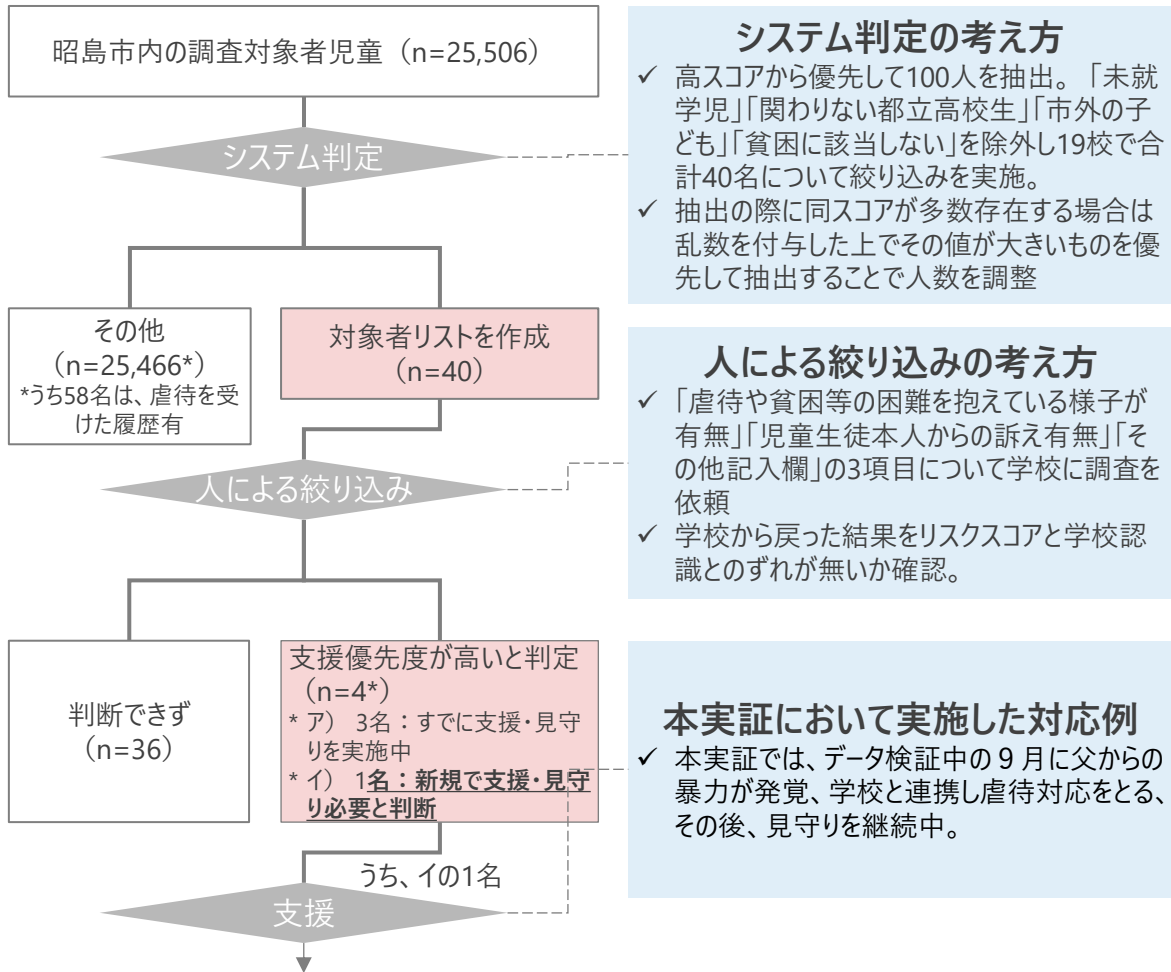 昭島市内の調査対象者児童（n=25,506）
システム判定
その他
(n=25,466*)
*うち58名は、虐待を受
けた履歴有
対象者リストを作成
(n=40)
人による絞り込み
判断できず
(n=36)
支援優先度が高いと判定
（n=4*）
* ア） 3名：すでに支援・見守
りを実施中
* イ） 1名：新規で支援・見守
り必要と判断
うち、イの1名
支援
システム判定の考え方
✓ 高スコアから優先して100人を抽出。「未就
学児」「関わりない都立高校生」「市外の子
ども」「貧困に該当しない」を除外し19校で合
計40名について絞り込みを実施。
✓ 抽出の際に同スコアが多数存在する場合は
乱数を付与した上でその値が大きいものを優
先して抽出することで人数を調整
人による絞り込みの考え方
✓ 「虐待や貧困等の困難を抱えている様子が
有無」「児童生徒本人からの訴え有無」「そ
の他記入欄」の3項目について学校に調査を
依頼
✓ 学校から戻った結果をリスクスコアと学校認
識とのずれが無いか確認。
本実証において実施した対応例
✓ 本実証では、データ検証中の９月に父からの
暴力が発覚、学校と連携し虐待対応をとる、
その後、見守りを継続中。